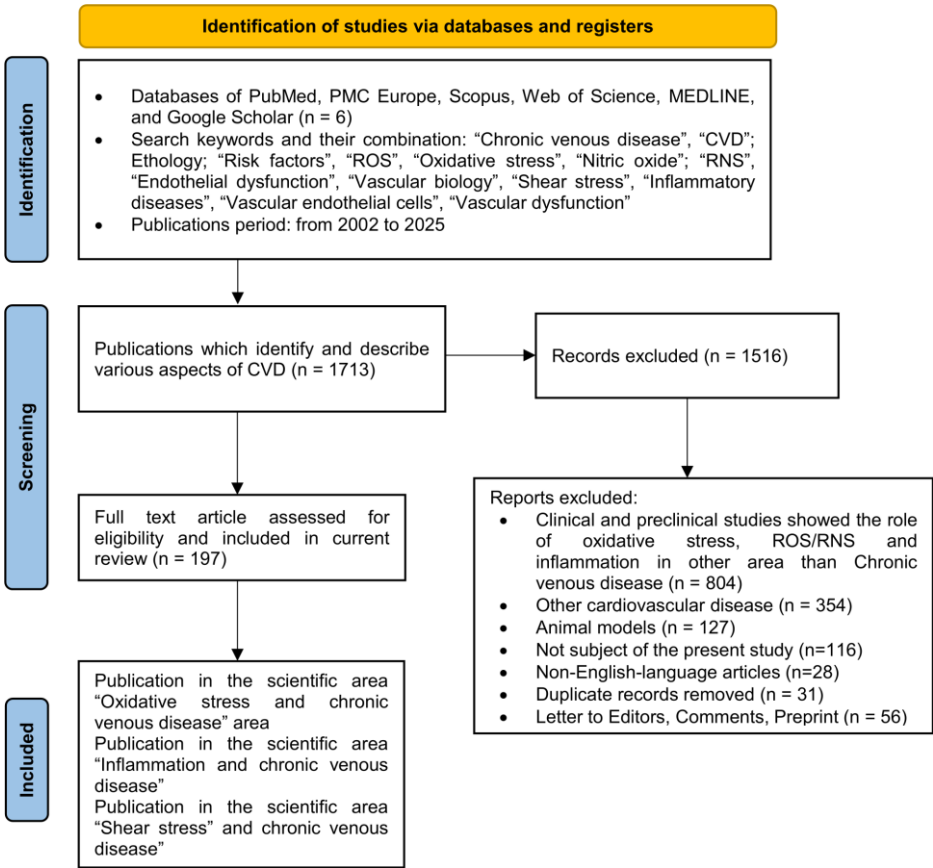 Identification of studies via databases and registers
Identification
• Databases of PubMed, PMC Europe, Scopus, Web of Science, MEDLINE,
and Google Scholar (n = 6)
• Search keywords and their combination: “Chronic venous disease”, “CVD”;
Ethology; “Risk factors”, “ROS”, “Oxidative stress”, “Nitric oxide”; “RNS”,
“Endothelial dysfunction”, “Vascular biology”, “Shear stress”, “Inflammatory
diseases”, “Vascular endothelial cells”, “Vascular dysfunction”
• Publications period: from 2002 to 2025
Screening
Publications which identify and describe
various aspects of CVD (n = 1713)
Records excluded (n = 1516)
Full text article assessed for
eligibility and included in current
review (n = 197)
Reports excluded:
• Clinical and preclinical studies showed the role
of oxidative stress, ROS/RNS and
inflammation in other area than Chronic
venous disease (n = 804)
• Other cardiovascular disease (n = 354)
• Animal models (n = 127)
• Not subject of the present study (n=116)
• Non-English-language articles (n=28)
• Duplicate records removed (n = 31)
• Letter to Editors, Comments, Preprint (n = 56)
Included
Publication in the scientific area
“Oxidative stress and chronic
venous disease” area
Publication in the scientific area
“Inflammation and chronic venous
disease”
Publication in the scientific area
“Shear stress” and chronic venous
disease”